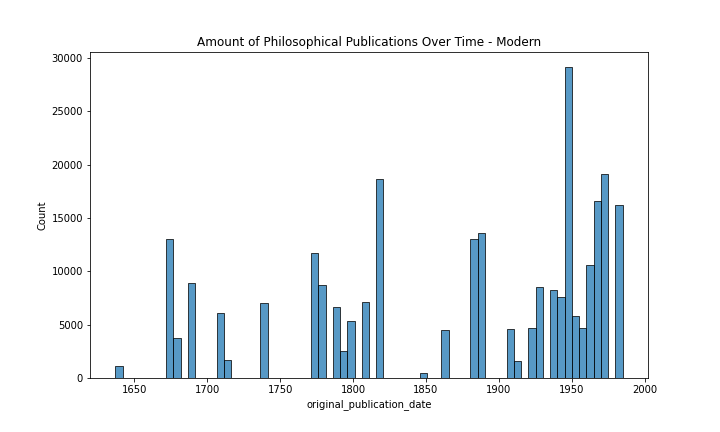 Amount of Philosophical Publications Over Time - Modern
30000
25000
20000
15000
10000
5000
0
Count
1650 1700 1750 1800 1850 1900 1950 2000
original_publication_date